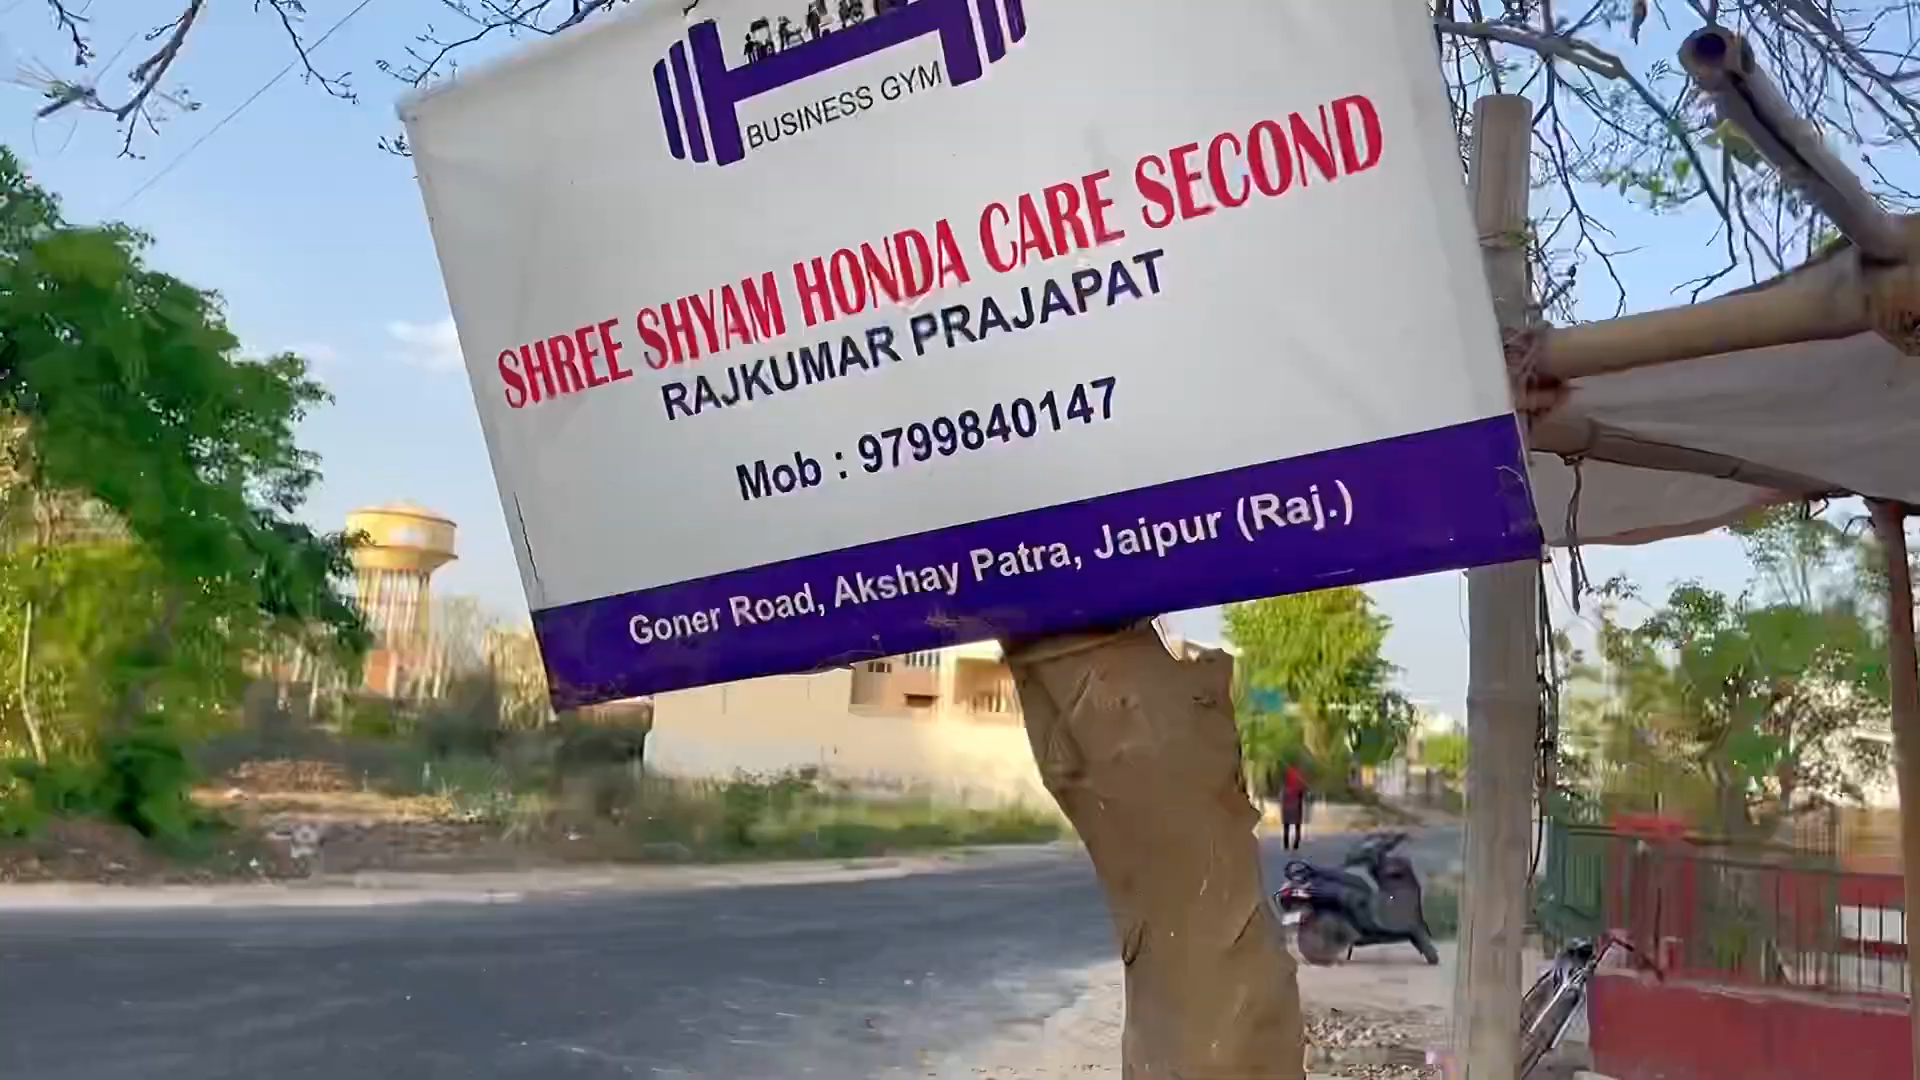 BUSINESS GYM
SHREE SHYAM HONDA CARE SECOND
RAJKUMAR PRAJAPAT
Mob : 9799840147
Goner Road, Akshay Patra, Jaipur (Raj.)